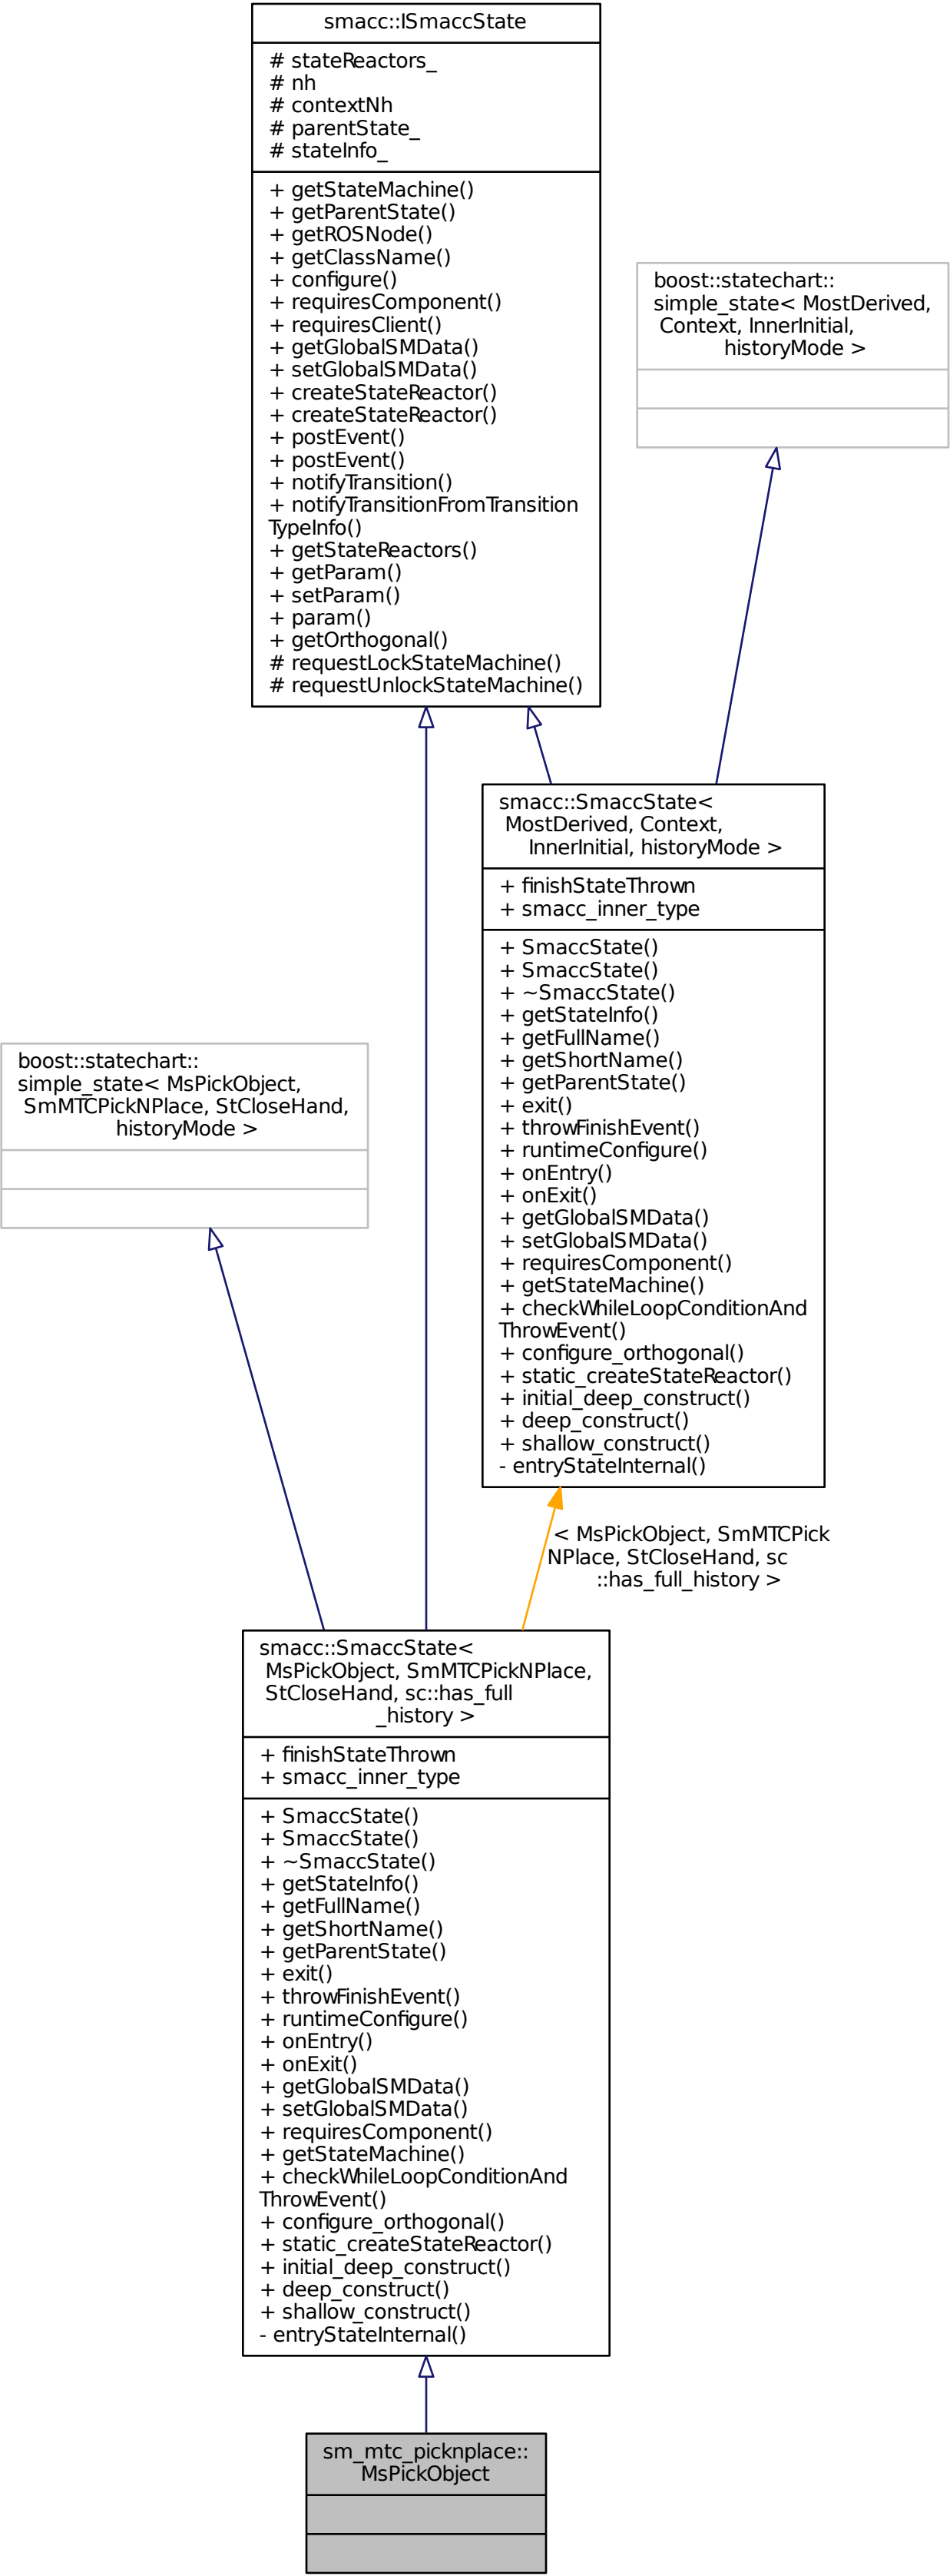 smacc::ISmaccState
# stateReactors_
# nh
# contextNh
# parentState_
# stateInfo_
+ getStateMachine()
+ getParentState()
+ getROSNode()
+ getClassName()
+ configure()
+ requiresComponent()
+ requiresClient()
+ getGlobalSMData()
+ setGlobalSMData()
+ createStateReactor()
+ createStateReactor()
+ postEvent()
+ postEvent()
+ notifyTransition()
+ notifyTransitionFromTransition
TypeInfo()
+ getStateReactors()
+ getParam()
+ setParam()
+ param()
+ getOrthogonal()
# requestLockStateMachine()
# requestUnlockStateMachine()
boost::statechart::
simple_state< MostDerived,
Context, InnerInitial,
historyMode >
smacc::SmaccState<
MostDerived, Context,
InnerInitial, historyMode >
+ finishStateThrown
+ smacc_inner_type
+ SmaccState()
+ SmaccState()
+ ~SmaccState()
+ getStateInfo()
+ getFullName()
+ getShortName()
+ getParentState()
+ exit()
+ throwFinishEvent()
+ runtimeConfigure()
+ onEntry()
+ onExit()
+ getGlobalSMData()
+ setGlobalSMData()
+ requiresComponent()
+ getStateMachine()
+ checkWhileLoopConditionAnd
ThrowEvent()
+ configure_orthogonal()
+ static_createStateReactor()
+ initial_deep_construct()
+ deep_construct()
+ shallow_construct()
- entryStateInternal()
boost::statechart::
simple_state< MsPickObject,
SmMTCPickNPlace, StCloseHand,
historyMode >
< MsPickObject, SmMTCPick
NPlace, StCloseHand, sc
::has_full_history >
smacc::SmaccState<
MsPickObject, SmMTCPickNPlace,
StCloseHand, sc::has_full
_history >
+ finishStateThrown
+ smacc_inner_type
+ SmaccState()
+ SmaccState()
+ ~SmaccState()
+ getStateInfo()
+ getFullName()
+ getShortName()
+ getParentState()
+ exit()
+ throwFinishEvent()
+ runtimeConfigure()
+ onEntry()
+ onExit()
+ getGlobalSMData()
+ setGlobalSMData()
+ requiresComponent()
+ getStateMachine()
+ checkWhileLoopConditionAnd
ThrowEvent()
+ configure_orthogonal()
+ static_createStateReactor()
+ initial_deep_construct()
+ deep_construct()
+ shallow_construct()
- entryStateInternal()
sm_mtc_picknplace::
MsPickObject